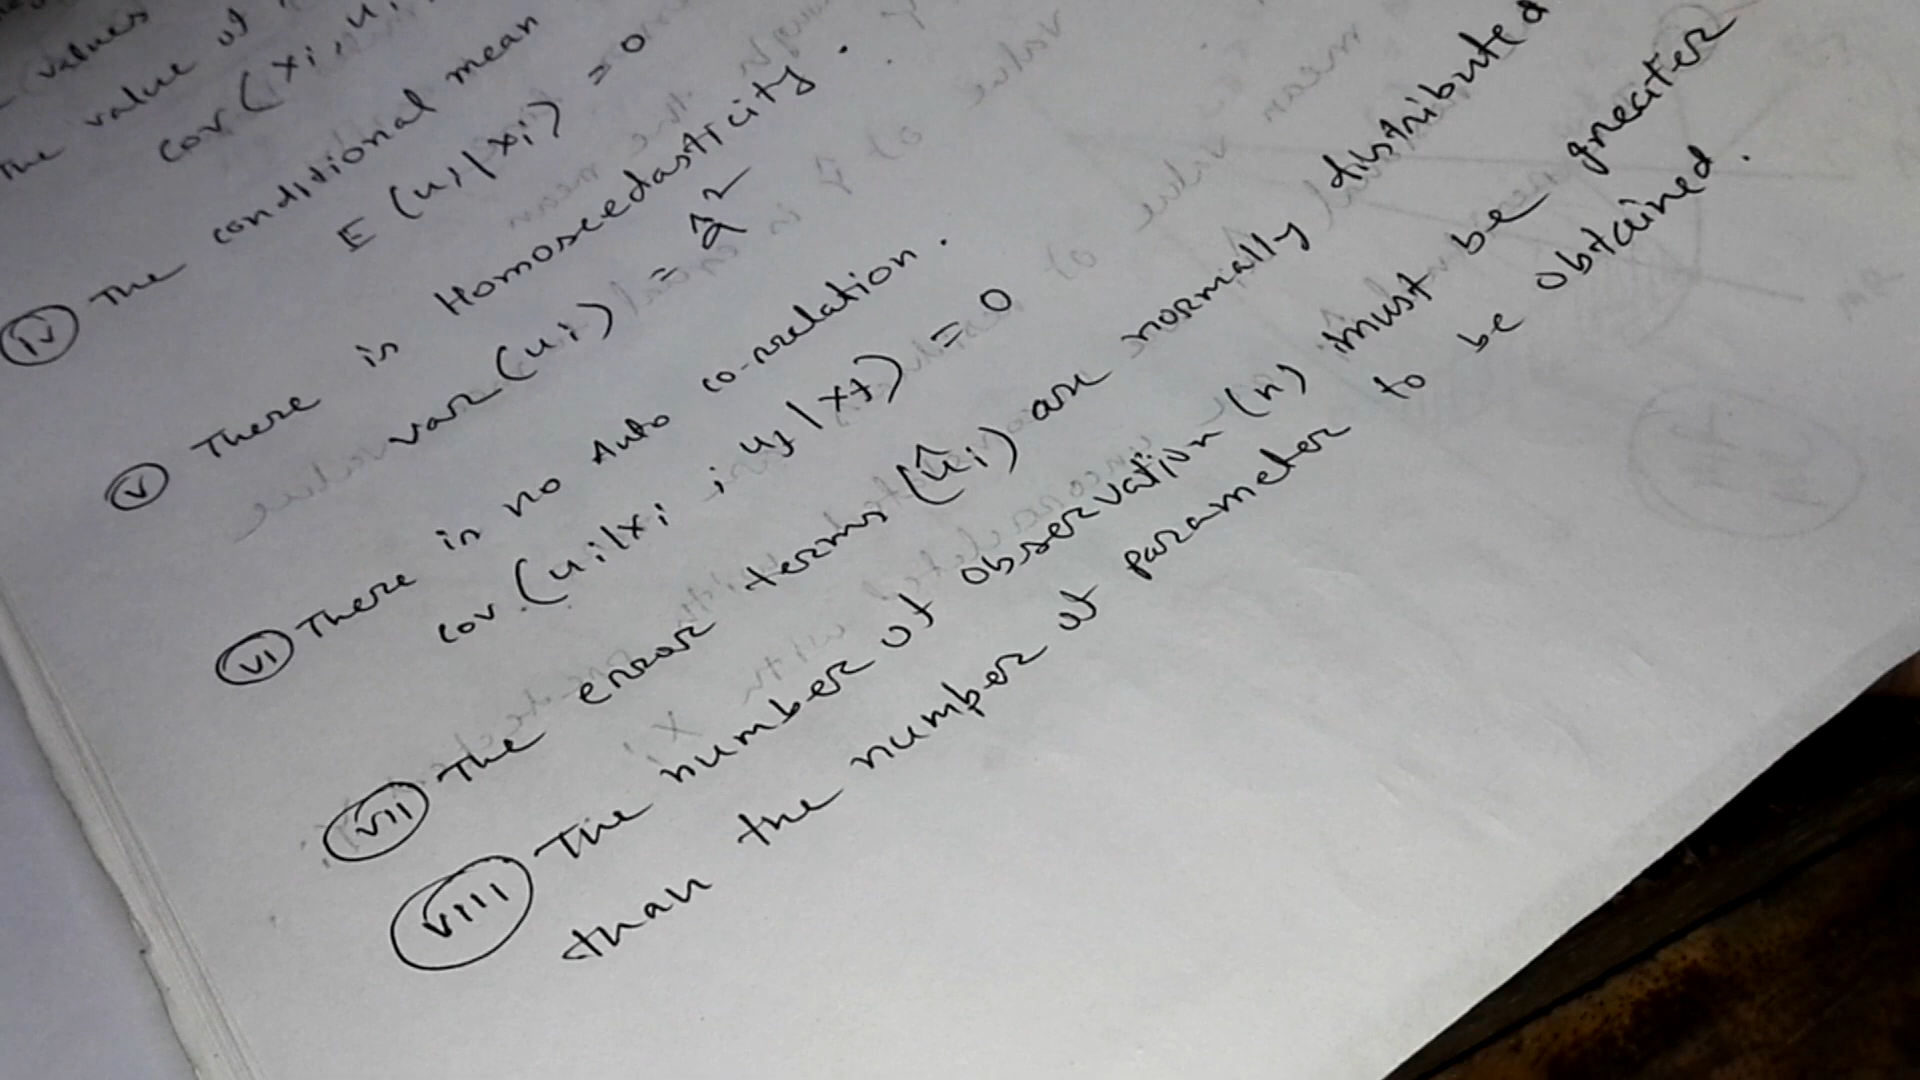 values
The value of
cov(xi, u
(iv) The conditional mean
E(ui|xi) = 0
(v) There is Homoscedasticity.
var(ui) = σ̂²
(vi) There is no Auto co-rrelation.
cov(ui|xi ; uj|xj) = 0
(vii) The error terms (ûi) are normally distributed
(viii) The number of observation (n) must be greater
than the number of parameter to be obtained.